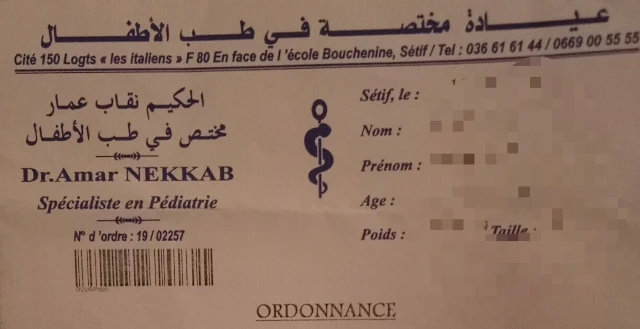 عيادة مختصة في طب الأطفال
Cité 150 Logts « les italiens » F 80 En face de l 'école Bouchenine, Sétif / Tel : 036 61 61 44 / 0669 00 55 55
الحكيم نقاب عمار
مختص في طب الأطفال
Dr.Amar NEKKAB
Spécialiste en Pédiatrie
N° d 'ordre : 19 / 02257
Sétif, le :
Nom :
Prénom :
Age :
Poids : Taille :
ORDONNANCE